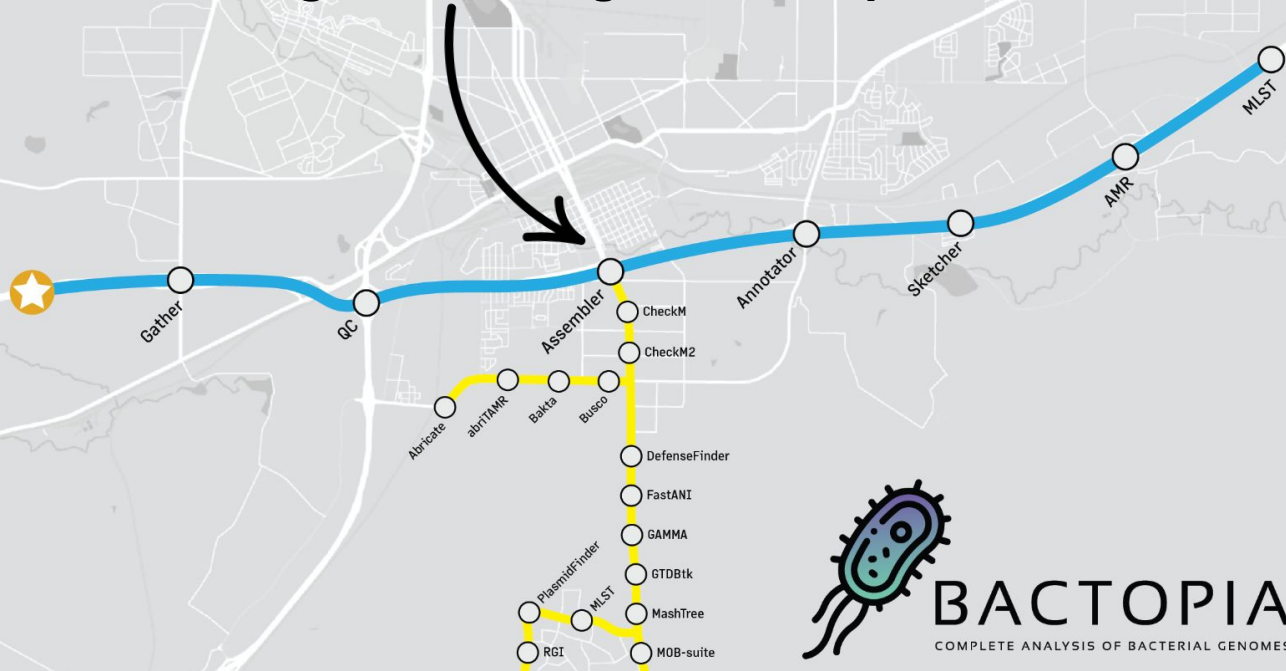 MLST
AMR
Sketcher
Annotator
Gather
QC
Assembler
CheckM
CheckM2
Abricate
abriTAMR
Bakta
Busco
DefenseFinder
FastANI
GAMMA
GTDBtk
PlasmidFinder
MLST
MashTree
RGI
MOB-suite
BACTOPIA
COMPLETE ANALYSIS OF BACTERIAL GENOMES